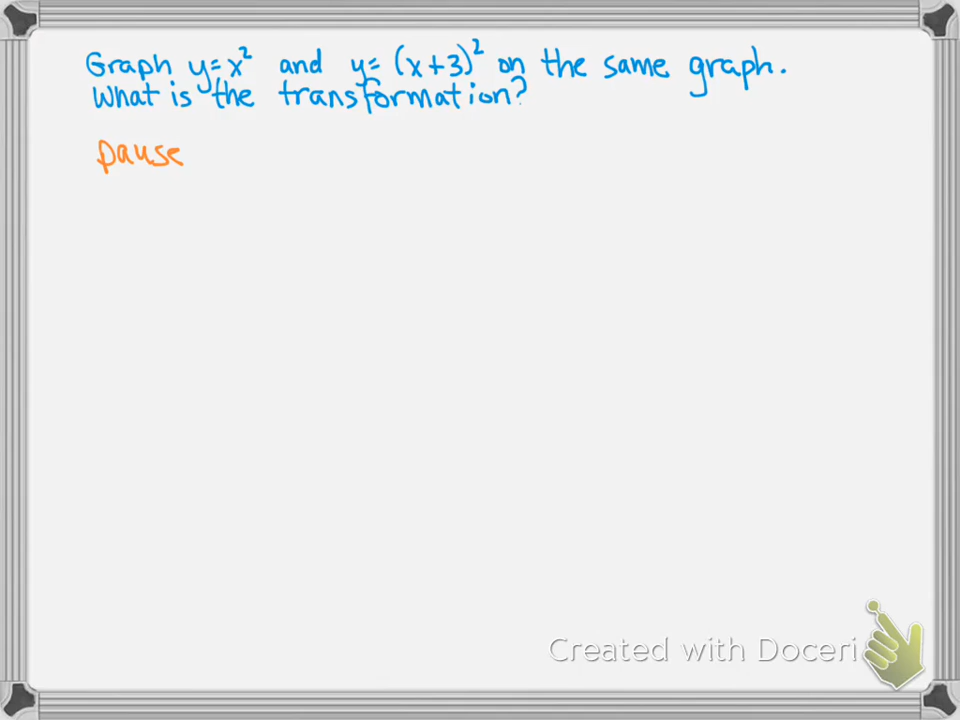 Graph y=x² and y=(x+3)² on the same graph.
What is the transformation?
pause
Created with Doceri